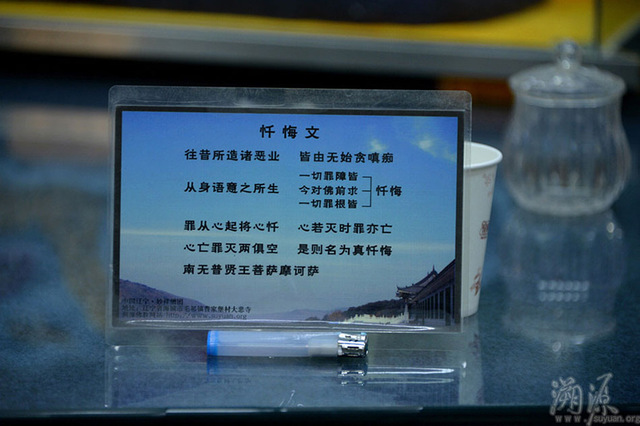 忏悔文
往昔所造诸恶业 皆由无始贪嗔痴
从身语意之所生 一切罪障皆
今对佛前求 忏悔
一切罪根皆
罪从心起将心忏 心若灭时罪亦亡
心亡罪灭两俱空 是则名为真忏悔
南无普贤王菩萨摩诃萨
溯源
www.suyuan.org